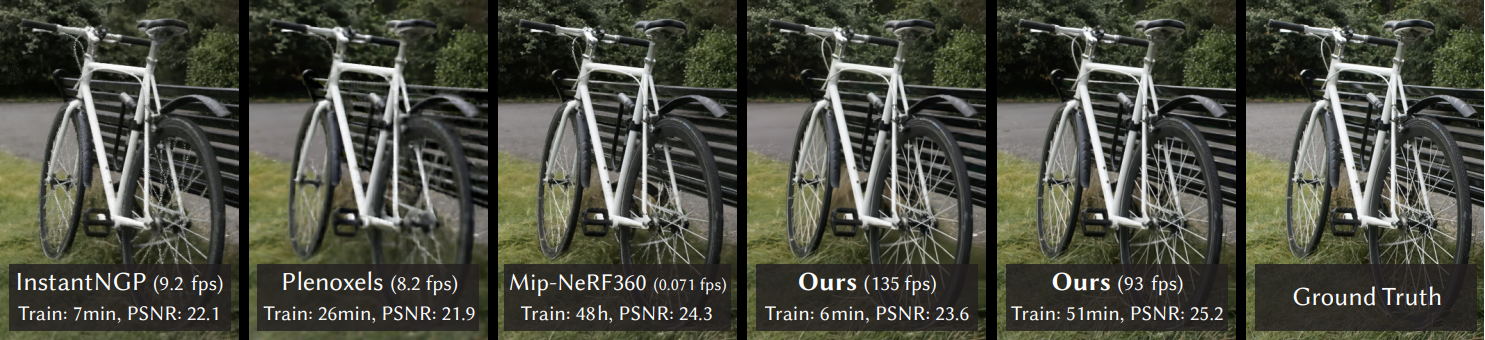 InstantNGP (9.2 fps)
Train: 7min, PSNR: 22.1
Plenoxels (8.2 fps)
Train: 26min, PSNR: 21.9
Mip-NeRF360 (0.071 fps)
Train: 48h, PSNR: 24.3
Ours (135 fps)
Train: 6min, PSNR: 23.6
Ours (93 fps)
Train: 51min, PSNR: 25.2
Ground Truth